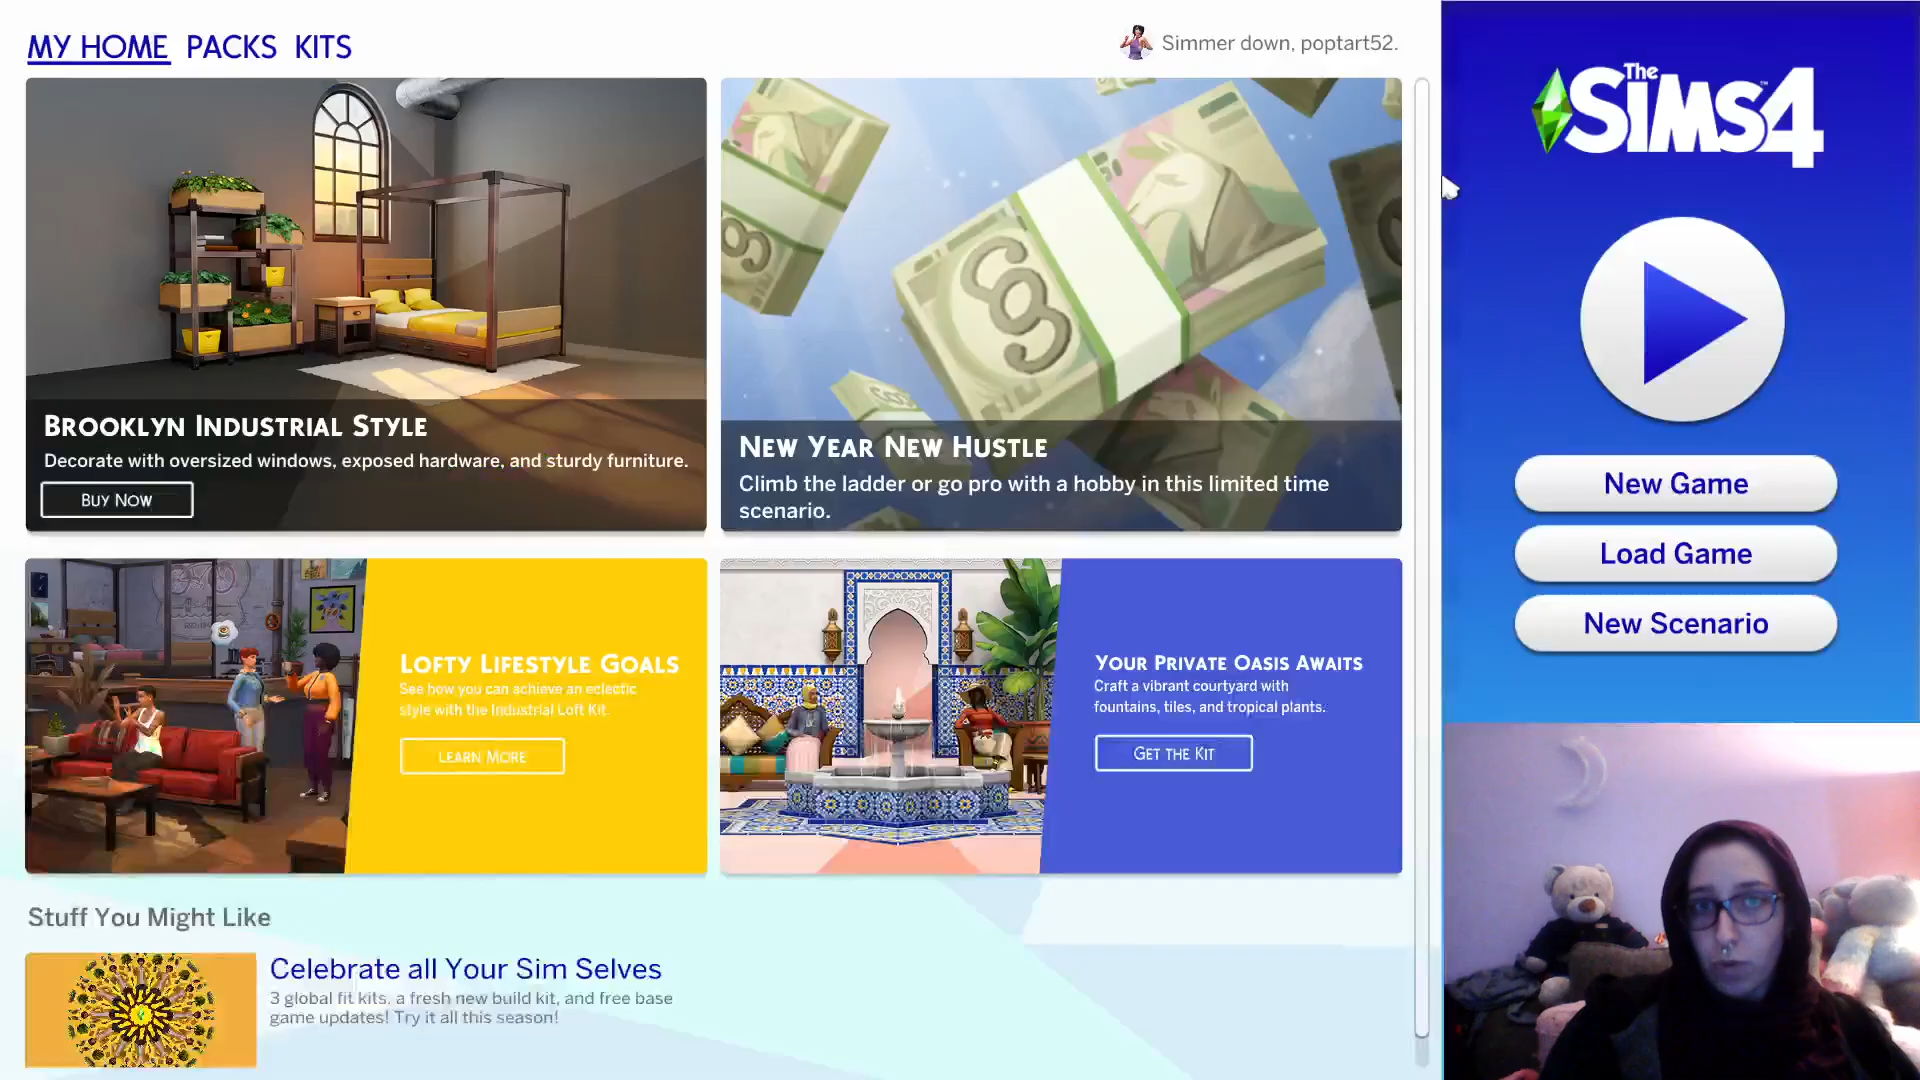 MY HOME PACKS KITS
Simmer down, poptart52.
BROOKLYN INDUSTRIAL STYLE
Decorate with oversized windows, exposed hardware, and sturdy furniture.
BUY NOW
NEW YEAR NEW HUSTLE
Climb the ladder or go pro with a hobby in this limited time
scenario.
LOFTY LIFESTYLE GOALS
See how you can achieve an eclectic
style with the Industrial Loft Kit.
LEARN MORE
YOUR PRIVATE OASIS AWAITS
Craft a vibrant courtyard with
fountains, tiles, and tropical plants.
GET THE KIT
Stuff You Might Like
Celebrate all Your Sim Selves
3 global fit kits, a fresh new build kit, and free base
game updates! Try it all this season!
The SiMS 4
New Game
Load Game
New Scenario